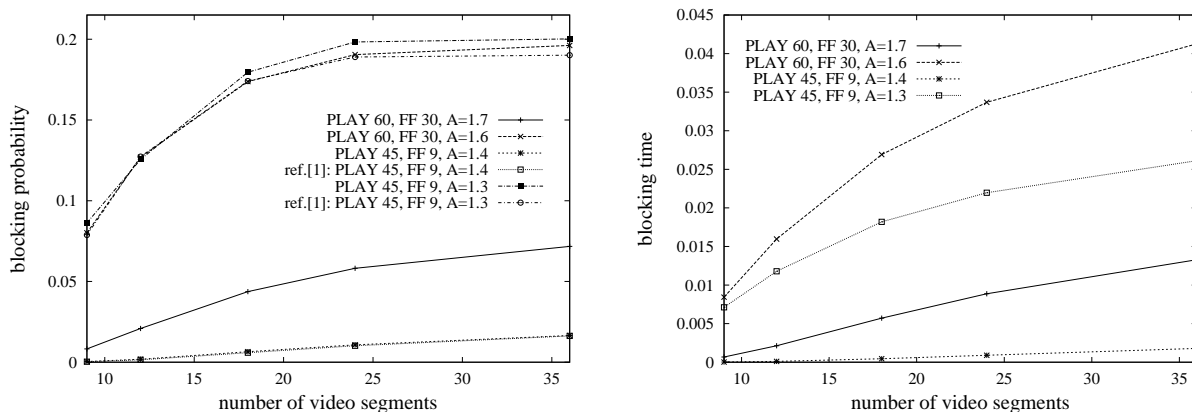 0.2
0.15
0.1
0.05
0
blocking probability
PLAY 60, FF 30, A=1.7
PLAY 60, FF 30, A=1.6
PLAY 45, FF 9, A=1.4
ref.[1]: PLAY 45, FF 9, A=1.4
PLAY 45, FF 9, A=1.3
ref.[1]: PLAY 45, FF 9, A=1.3
10 15 20 25 30 35
number of video segments
0.045
0.04
0.035
0.03
0.025
0.02
0.015
0.01
0.005
0
blocking time
PLAY 60, FF 30, A=1.7
PLAY 60, FF 30, A=1.6
PLAY 45, FF 9, A=1.4
PLAY 45, FF 9, A=1.3
10 15 20 25 30 35
number of video segments